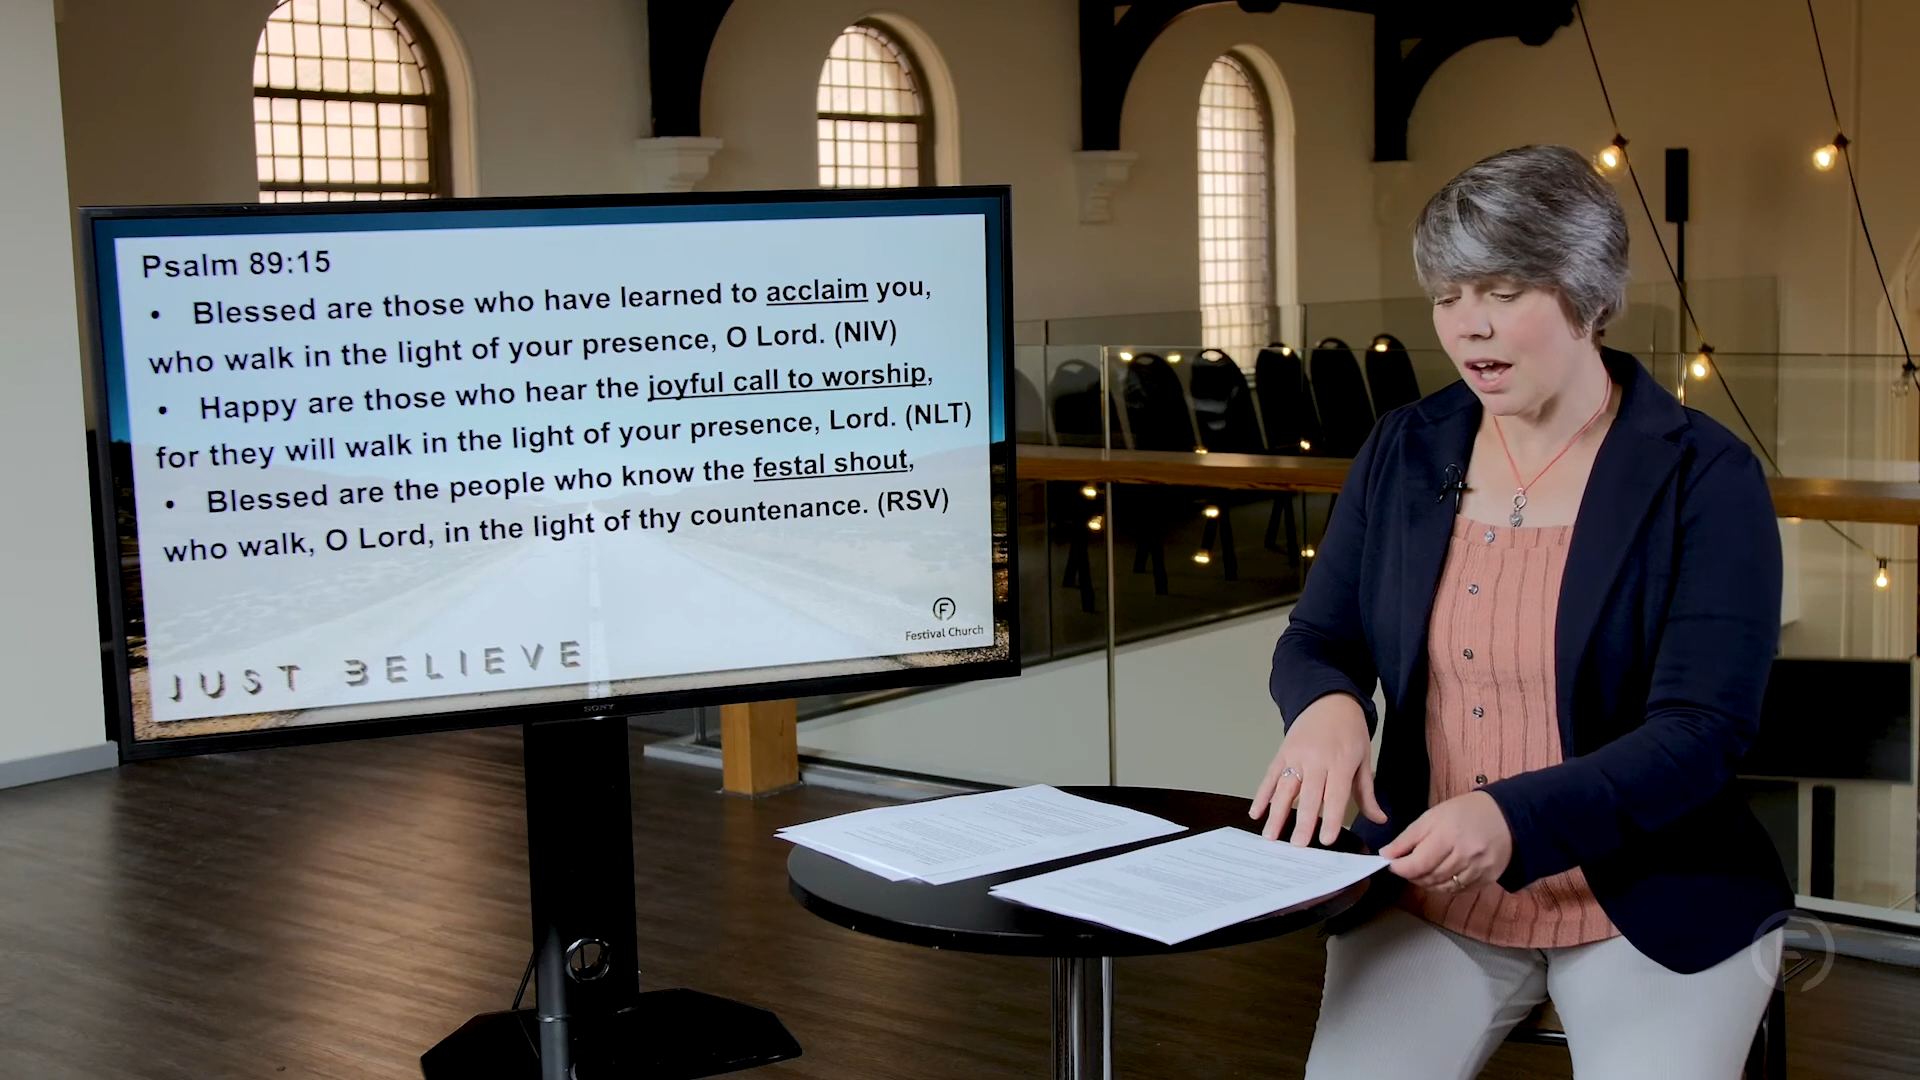 Psalm 89:15
• Blessed are those who have learned to acclaim you,
who walk in the light of your presence, O Lord. (NIV)
• Happy are those who hear the joyful call to worship,
for they will walk in the light of your presence, Lord. (NLT)
• Blessed are the people who know the festal shout,
who walk, O Lord, in the light of thy countenance. (RSV)
F
Festival Church
JUST BELIEVE
SONY
F